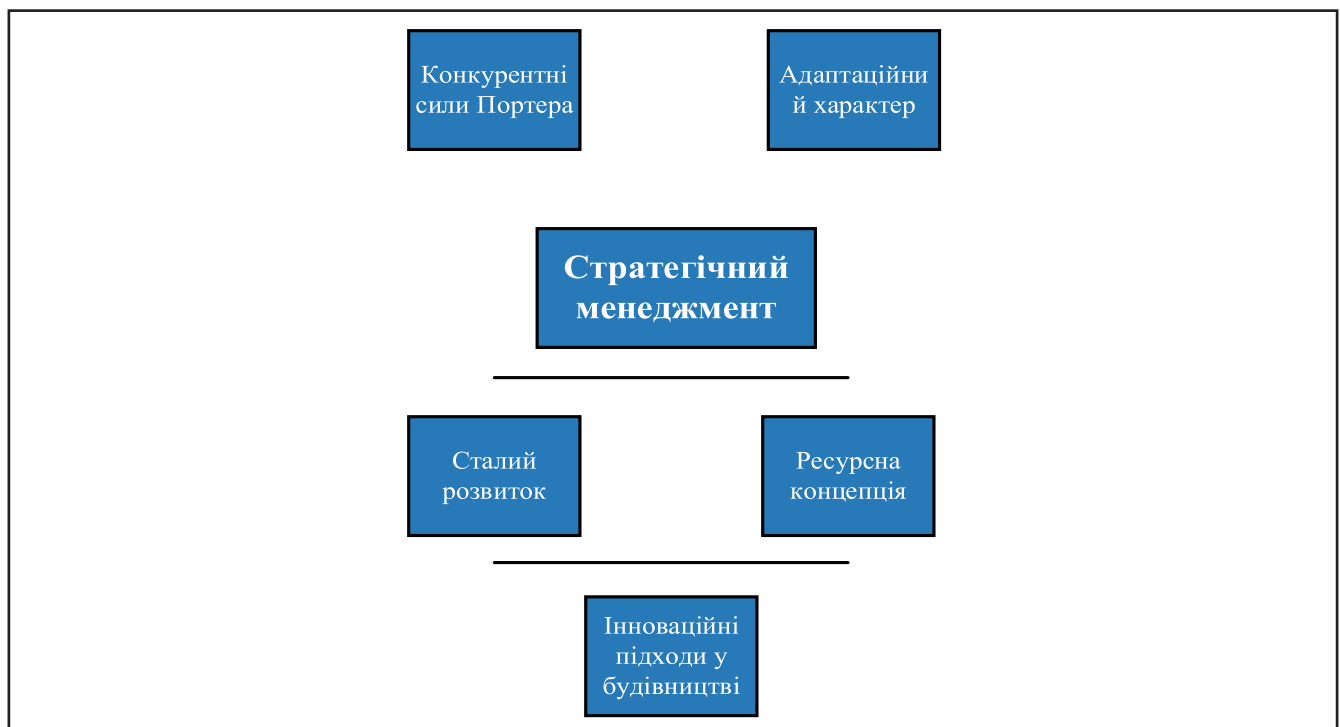 Конкурентні
сили Портера
Адаптаційни
й характер
Стратегічний
менеджмент
Сталий
розвиток
Ресурсна
концепція
Інноваційні
підходи у
будівництві